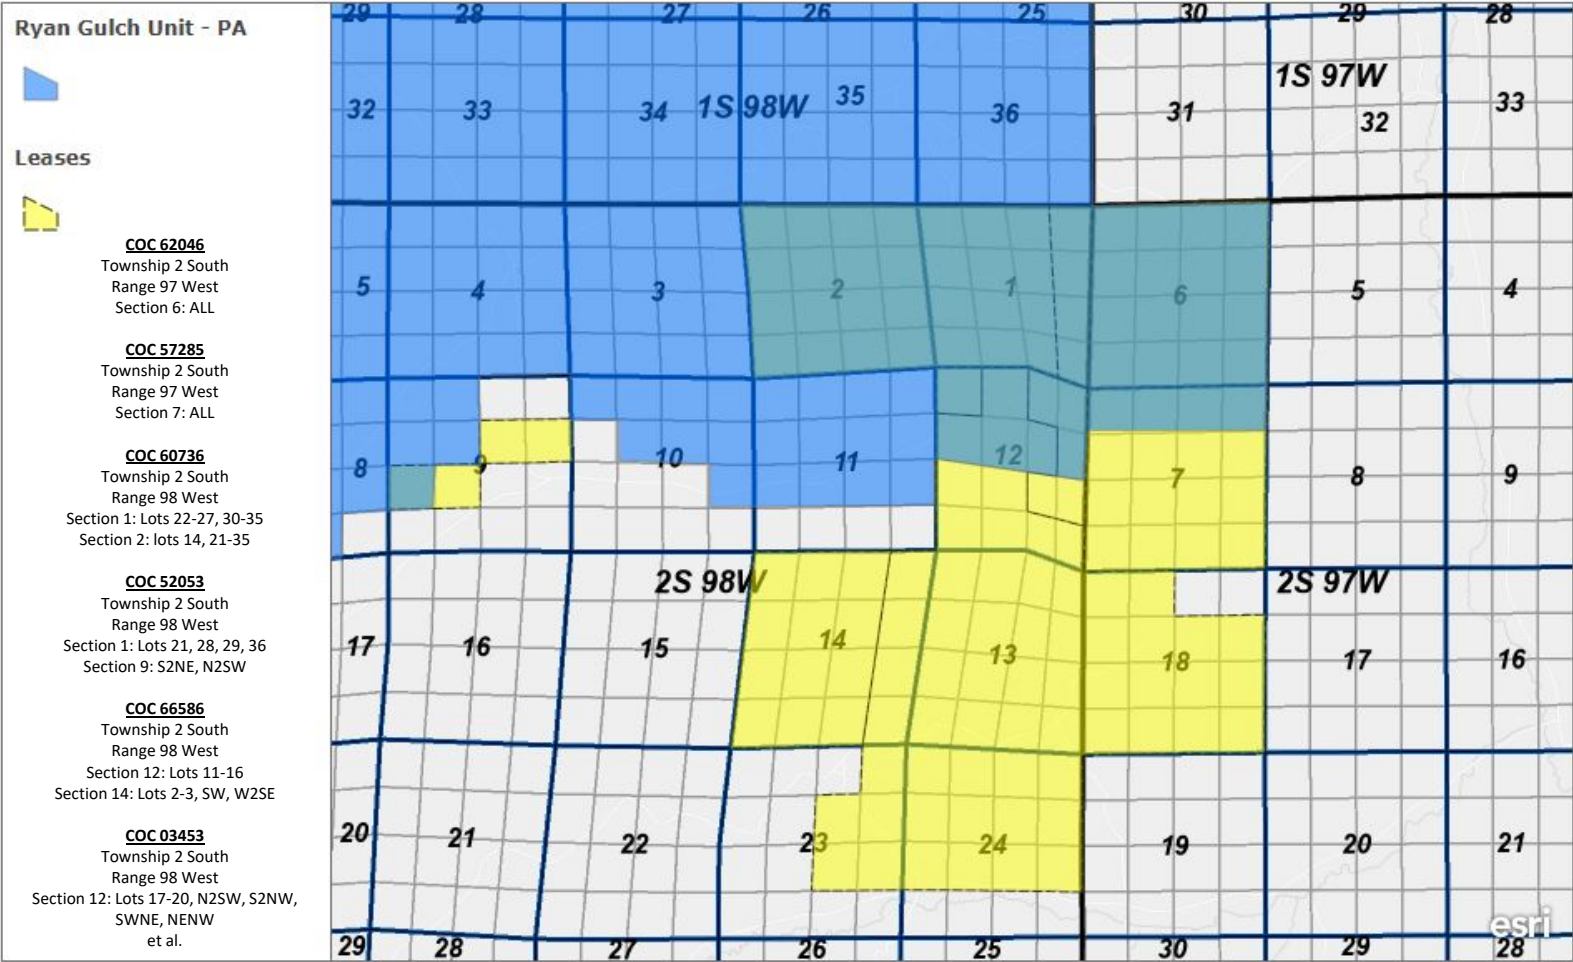 Ryan Gulch Unit - PA
Leases
COC 62046
Township 2 South
Range 97 West
Section 6: ALL
COC 57285
Township 2 South
Range 97 West
Section 7: ALL
COC 60736
Township 2 South
Range 98 West
Section 1: Lots 22-27, 30-35
Section 2: lots 14, 21-35
COC 52053
Township 2 South
Range 98 West
Section 1: Lots 21, 28, 29, 36
Section 9: S2NE, N2SW
COC 66586
Township 2 South
Range 98 West
Section 12: Lots 11-16
Section 14: Lots 2-3, SW, W2SE
COC 03453
Township 2 South
Range 98 West
Section 12: Lots 17-20, N2SW, S2NW,
SWNE, NENW
et al.
29 28 27 26 25 30 29 28
1S 97W
32 33 34 1S 98W 35 36 31 32 33
5 4 3 2 1 6 5 4
8 9 10 11 12 7 8 9
2S 98W 2S 97W
17 16 15 14 13 18 17 16
20 21 22 23 24 19 20 21
29 28 27 26 25 30 29 28
esri